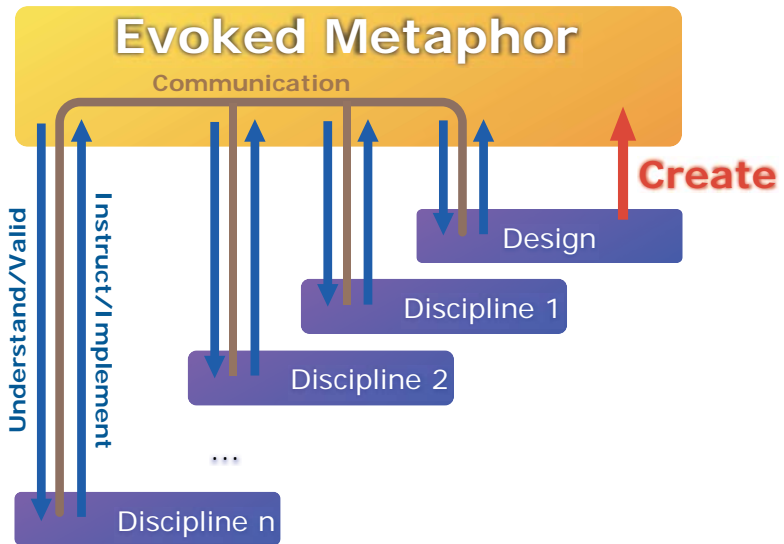 Evoked Metaphor
Communication
Create
Understand/Valid
Instruct/Implement
Design
Discipline 1
Discipline 2
...
Discipline n